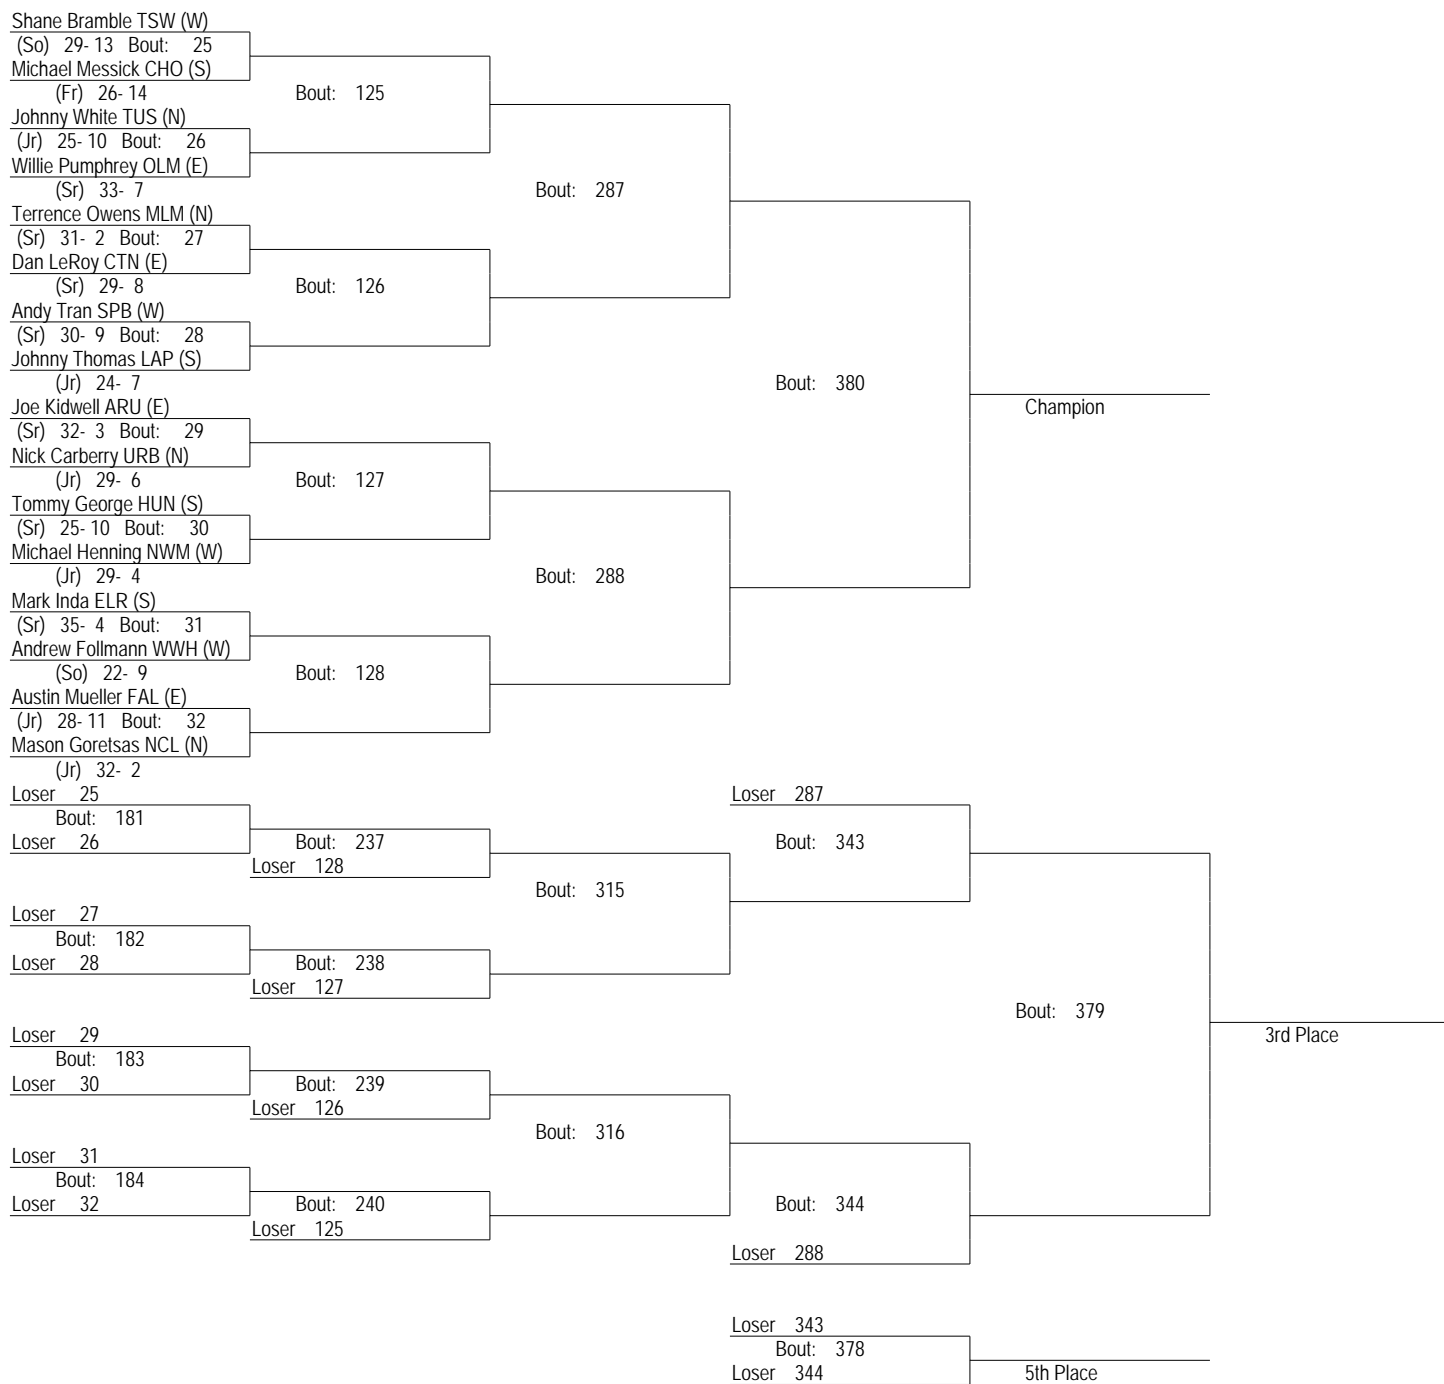 Shane Bramble TSW (W)
(So) 29- 13 Bout: 25
Michael Messick CHO (S)
(Fr) 26- 14 Bout: 125
Johnny White TUS (N)
(Jr) 25- 10 Bout: 26
Willie Pumphrey OLM (E)
(Sr) 33- 7 Bout: 287
Terrence Owens MLM (N)
(Sr) 31- 2 Bout: 27
Dan LeRoy CTN (E)
(Sr) 29- 8 Bout: 126
Andy Tran SPB (W)
(Sr) 30- 9 Bout: 28
Johnny Thomas LAP (S)
(Jr) 24- 7 Bout: 380
Joe Kidwell ARU (E) Champion
(Sr) 32- 3 Bout: 29
Nick Carberry URB (N)
(Jr) 29- 6 Bout: 127
Tommy George HUN (S)
(Sr) 25- 10 Bout: 30
Michael Henning NWM (W)
(Jr) 29- 4 Bout: 288
Mark Inda ELR (S)
(Sr) 35- 4 Bout: 31
Andrew Follmann WWH (W)
(So) 22- 9 Bout: 128
Austin Mueller FAL (E)
(Jr) 28- 11 Bout: 32
Mason Goretsas NCL (N)
(Jr) 32- 2
Loser 25 Loser 287
Bout: 181
Loser 26 Bout: 237 Bout: 343
Loser 128
Bout: 315
Loser 27
Bout: 182
Loser 28 Bout: 238
Loser 127
Bout: 379
Loser 29 3rd Place
Bout: 183
Loser 30 Bout: 239
Loser 126
Bout: 316
Loser 31
Bout: 184
Loser 32 Bout: 240 Bout: 344
Loser 125
Loser 288
Loser 343
Bout: 378
Loser 344 5th Place